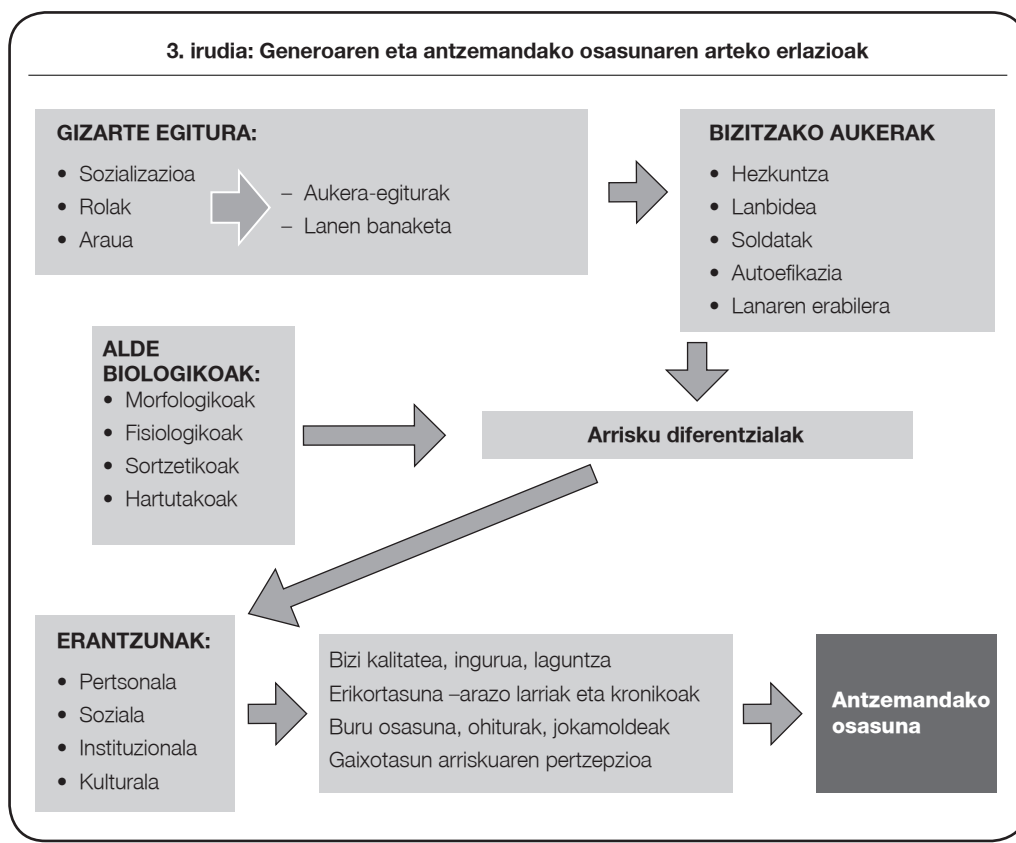 3. irudia: Generoaren eta antzemandako osasunaren arteko erlazioak
GIZARTE EGITURA:
• Sozializazioa
• Rolak
• Araua
– Aukera-egiturak
– Lanen banaketa
BIZITZAKO AUKERAK
• Hezkuntza
• Lanbidea
• Soldatak
• Autoefikazia
• Lanaren erabilera
ALDE
BIOLOGIKOAK:
• Morfologikoak
• Fisiologikoak
• Sortzetikoak
• Hartutakoak
Arrisku diferentzialak
ERANTZUNAK:
• Pertsonala
• Soziala
• Instituzionala
• Kulturala
Bizi kalitatea, ingurua, laguntza
Erikortasuna –arazo larriak eta kronikoak
Buru osasuna, ohiturak, jokamoldeak
Gaixotasun arriskuaren pertzepzioa
Antzemandako
osasuna